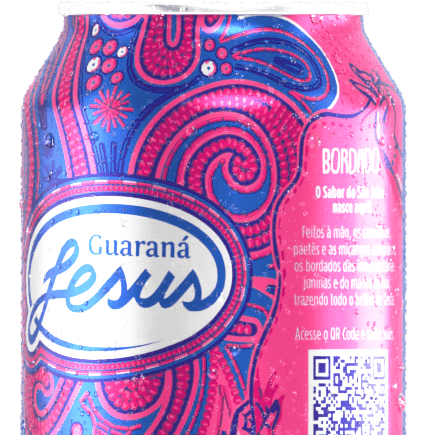 Guaraná
Jesus
BORDADO
O Sabor do São João
nasce aqui!
Feitos à mão, os
paetês e as miçangas
os bordados das
juninas e do
trazendo todo o
Acesse o QR Code e